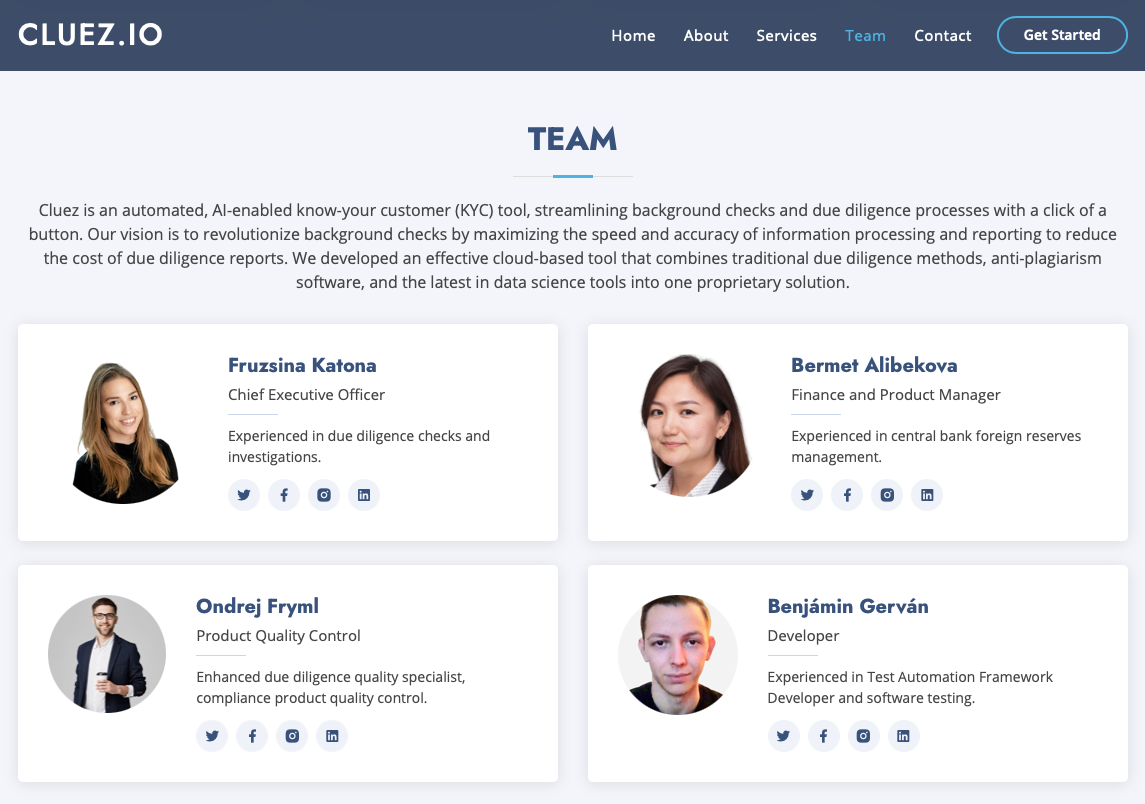 CLUEZ.IO
Home About Services Team Contact Get Started
TEAM
Cluez is an automated, AI-enabled know-your customer (KYC) tool, streamlining background checks and due diligence processes with a click of a
button. Our vision is to revolutionize background checks by maximizing the speed and accuracy of information processing and reporting to reduce
the cost of due diligence reports. We developed an effective cloud-based tool that combines traditional due diligence methods, anti-plagiarism
software, and the latest in data science tools into one proprietary solution.
Fruzsina Katona
Chief Executive Officer
Experienced in due diligence checks and
investigations.
Bermet Alibekova
Finance and Product Manager
Experienced in central bank foreign reserves
management.
Ondrej Fryml
Product Quality Control
Enhanced due diligence quality specialist,
compliance product quality control.
Benjámin Gerván
Developer
Experienced in Test Automation Framework
Developer and software testing.